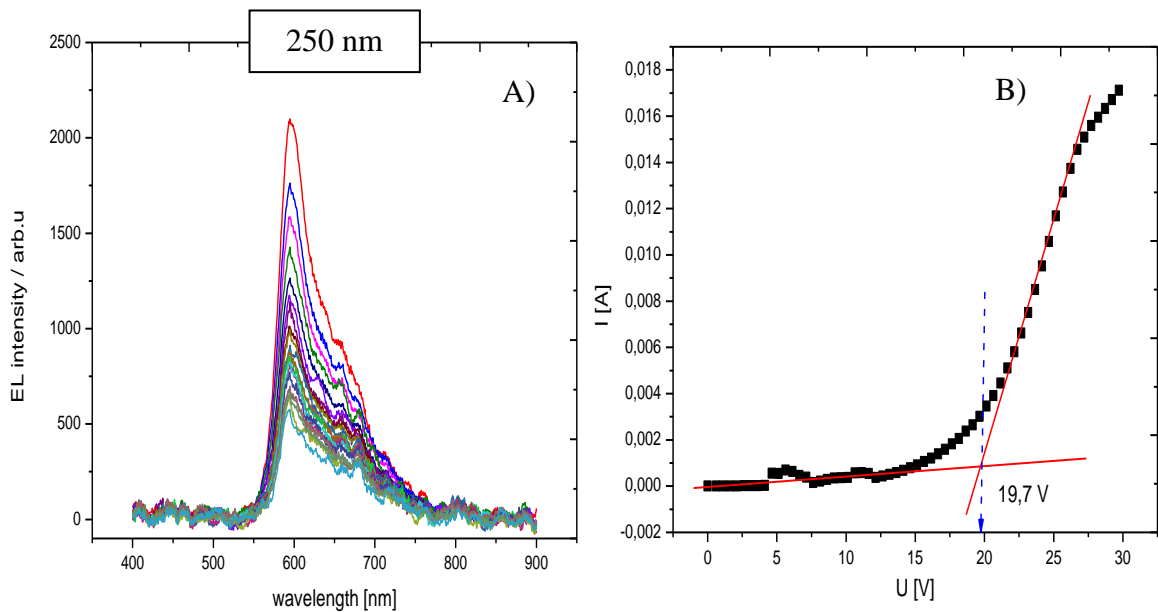 250 nm
A)
EL intensity / arb.u
2500
2000
1500
1000
500
0
400 500 600 700 800 900
wavelength [nm]
B)
I [A]
0,018
0,016
0,014
0,012
0,010
0,008
0,006
0,004
0,002
0,000
-0,002
19,7 V
0 5 10 15 20 25 30
U [V]